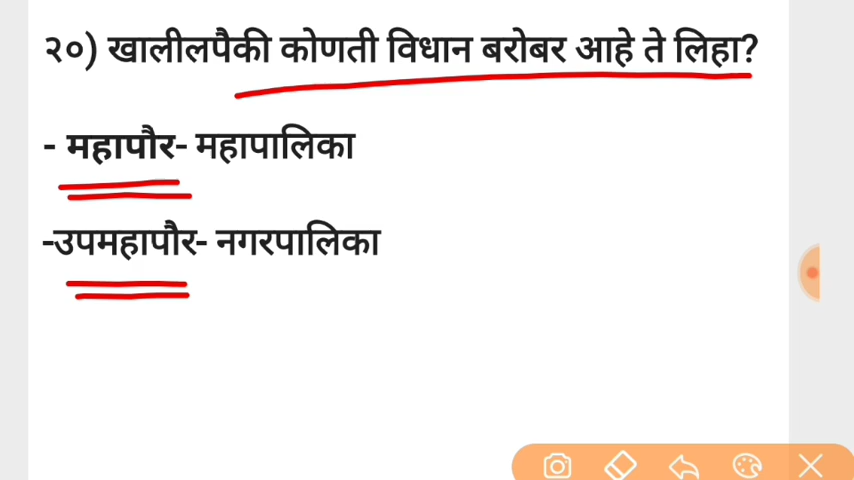 २०) खालीलपैकी कोणती विधान बरोबर आहे ते लिहा?
- महापौर- महापालिका
-उपमहापौर- नगरपालिका